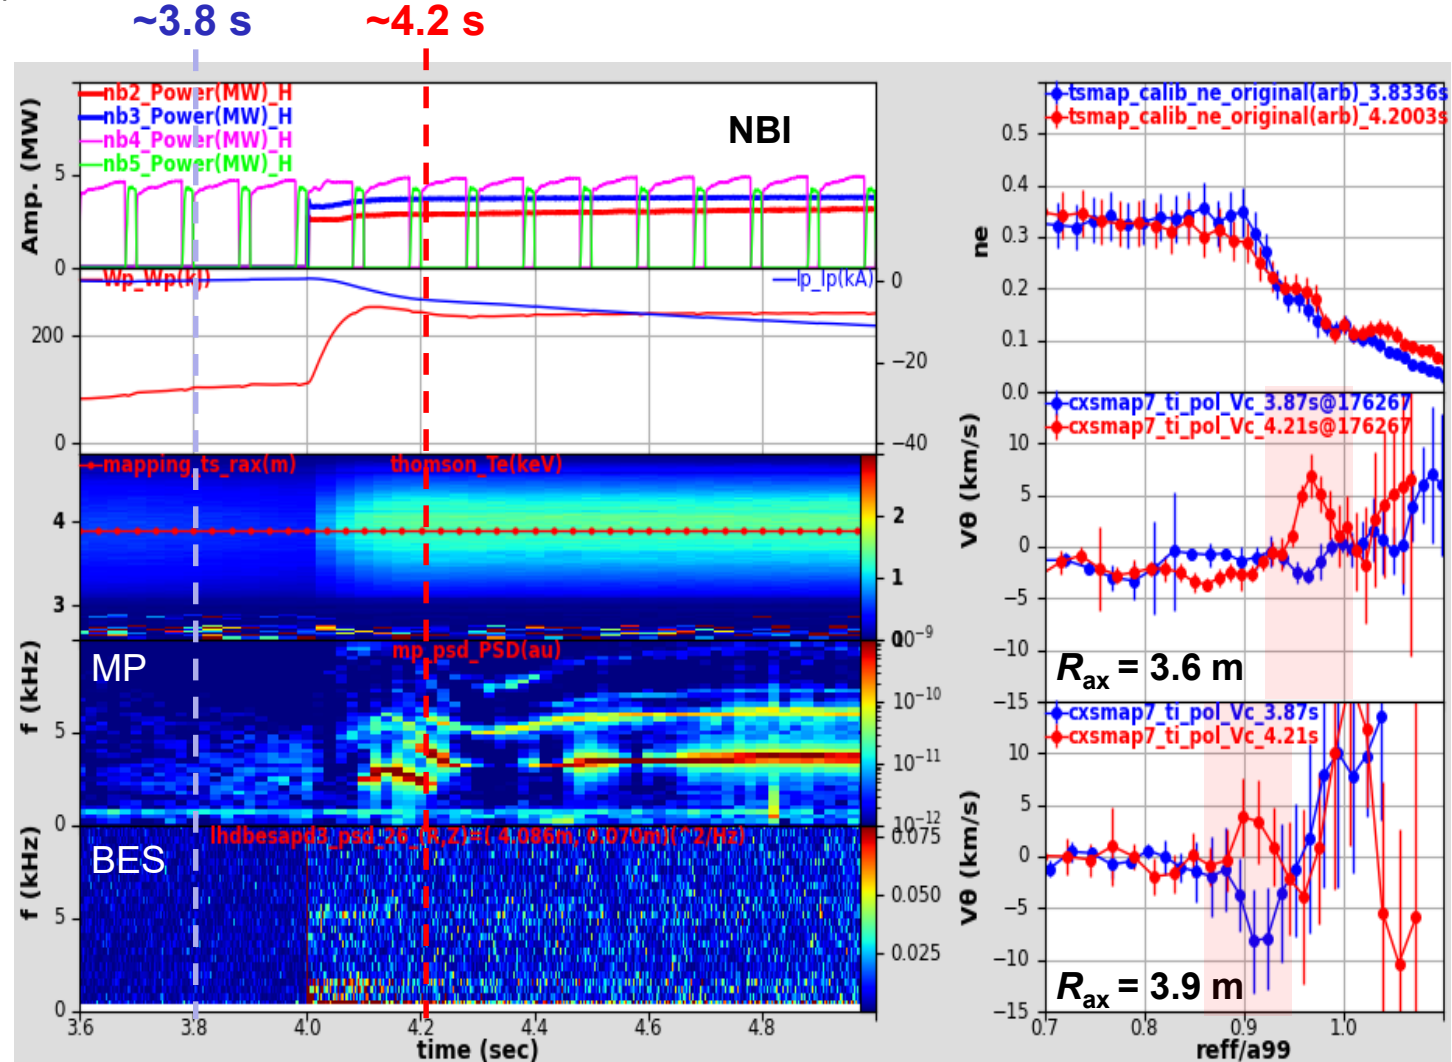 ~3.8 s
~4.2 s
nb2_Power(MW)_H
nb3_Power(MW)_H
nb4_Power(MW)_H
nb5_Power(MW)_H
NBI
Amp. (MW)
5
0
Wp_Wp(kJ)
Ip_Ip(kA)
200
0
0
-20
-40
mapping_ts_rax(m)
thomson_Te(keV)
4
3
2
1
0
MP
mp_psd_PSD(au)
f (kHz)
5
0
10^-9
10^-10
10^-11
10^-12
BES
f (kHz)
5
0
0.075
0.050
0.025
3.6
3.8
4.0
4.2
4.4
4.6
4.8
time (sec)
tsmap_calib_ne_original(arb)_3.8336s
tsmap_calib_ne_original(arb)_4.2003s
ne
0.5
0.4
0.3
0.2
0.1
0.0
cxsmap7_ti_pol_Vc_3.87s@176267
cxsmap7_ti_pol_Vc_4.21s@176267
Vθ (km/s)
10
5
0
−5
−10
−15
Rax = 3.6 m
cxsmap7_ti_pol_Vc_3.87s
cxsmap7_ti_pol_Vc_4.21s
Vθ (km/s)
10
5
0
−5
−10
−15
Rax = 3.9 m
0.7
0.8
0.9
1.0
reff/a99